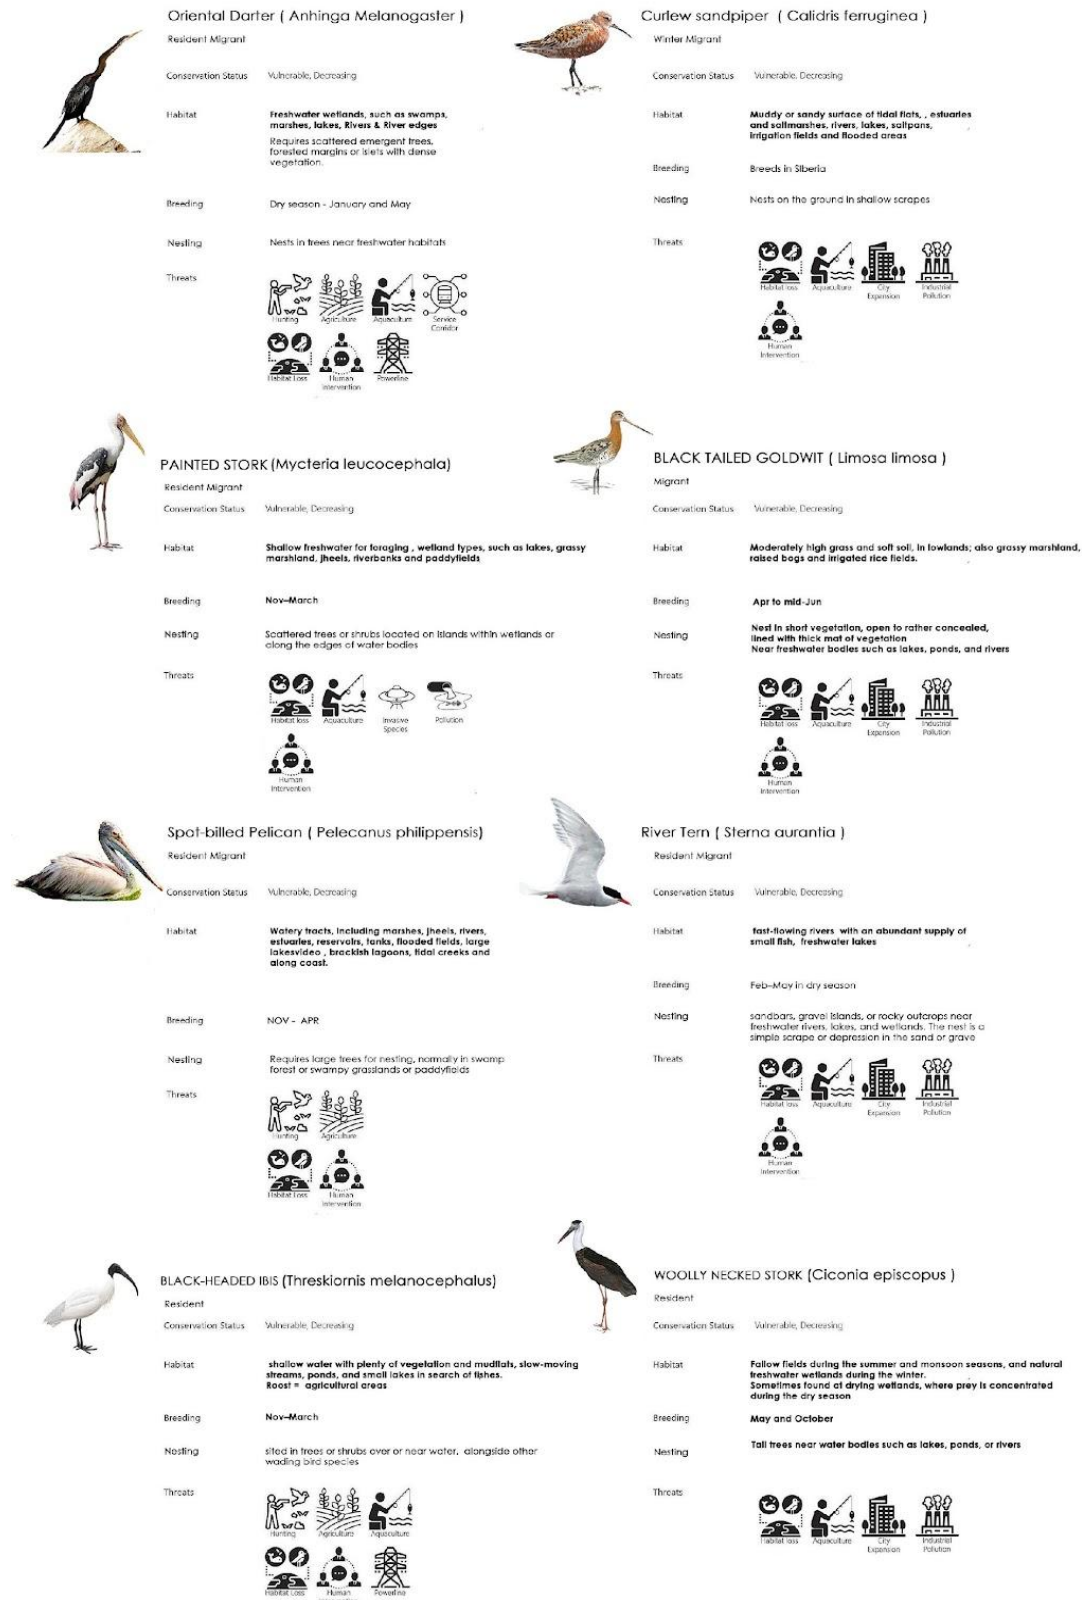 Oriental Darter ( Anhinga Melanogaster )
Resident Migrant
Conservation Status Vulnerable, Decreasing
Habitat Freshwater wetlands, such as swamps,
marshes, lakes, Rivers & River edges
Requires scattered emergent trees,
forested margins or islets with dense
vegetation.
Breeding Dry season - January and May
Nesting Nests in trees near freshwater habitats
Threats
Hunting Agriculture Aquaculture Service
Corridor
Habitat Loss Human
Intervention Powerline
Curlew sandpiper ( Calidris ferruginea )
Winter Migrant
Conservation Status Vulnerable, Decreasing
Habitat Muddy or sandy surface of tidal flats, , estuaries
and saltmarshes, rivers, lakes, saltpans,
irrigation fields and flooded areas
Breeding Breeds in Siberia
Nesting Nests on the ground in shallow scrapes
Threats
Habitat loss Aquaculture City
Expansion Industrial
Pollution
Human
Intervention
PAINTED STORK (Mycteria leucocephala)
Resident Migrant
Conservation Status Vulnerable, Decreasing
Habitat Shallow freshwater for foraging , wetland types, such as lakes, grassy
marshland, jheels, riverbanks and paddyfields
Breeding Nov–March
Nesting Scattered trees or shrubs located on islands within wetlands or
along the edges of water bodies
Threats
Habitat loss Aquaculture Invasive
Species Pollution
Human
Intervention
BLACK TAILED GOLDWIT ( Limosa limosa )
Migrant
Conservation Status Vulnerable, Decreasing
Habitat Moderately high grass and soft soil, in lowlands; also grassy marshland,
raised bogs and irrigated rice fields.
Breeding Apr to mid-Jun
Nesting Nest in short vegetation, open to rather concealed,
lined with thick mat of vegetation
Near freshwater bodies such as lakes, ponds, and rivers
Threats
Habitat loss Aquaculture City
Expansion Industrial
Pollution
Human
Intervention
Spot-billed Pelican ( Pelecanus philippensis)
Resident Migrant
Conservation Status Vulnerable, Decreasing
Habitat Watery tracts, including marshes, jheels, rivers,
estuaries, reservoirs, tanks, flooded fields, large
lakesvideo , brackish lagoons, tidal creeks and
along coast.
Breeding NOV - APR
Nesting Requires large trees for nesting, normally in swamp
forest or swampy grasslands or paddyfields
Threats
Hunting Agriculture
Habitat Loss Human
Intervention
River Tern ( Sterna aurantia )
Resident Migrant
Conservation Status Vulnerable, Decreasing
Habitat fast-flowing rivers with an abundant supply of
small fish, freshwater lakes
Breeding Feb–May in dry season
Nesting sandbars, gravel islands, or rocky outcrops near
freshwater rivers, lakes, and wetlands. The nest is a
simple scrape or depression in the sand or grave
Threats
Habitat loss Aquaculture City
Expansion Industrial
Pollution
Human
Intervention
BLACK-HEADED IBIS (Threskiornis melanocephalus)
Resident
Conservation Status Vulnerable, Decreasing
Habitat shallow water with plenty of vegetation and mudflats, slow-moving
streams, ponds, and small lakes in search of fishes.
Roost = agricultural areas
Breeding Nov–March
Nesting sited in trees or shrubs over or near water, alongside other
wading bird species
Threats
Hunting Agriculture Aquaculture
Habitat Loss Human Powerline
WOOLLY NECKED STORK (Ciconia episcopus )
Resident
Conservation Status Vulnerable, Decreasing
Habitat Fallow fields during the summer and monsoon seasons, and natural
freshwater wetlands during the winter.
Sometimes found at drying wetlands, where prey is concentrated
during the dry season
Breeding May and October
Nesting Tall trees near water bodies such as lakes, ponds, or rivers
Threats
Habitat loss Aquaculture City
Expansion Industrial
Pollution